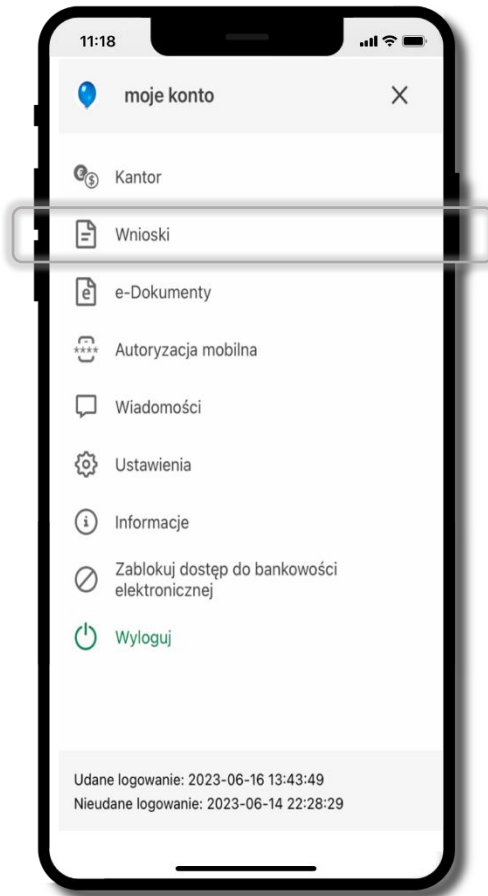 11:18
moje konto
Kantor
Wnioski
e-Dokumenty
Autoryzacja mobilna
Wiadomości
Ustawienia
Informacje
Zablokuj dostęp do bankowości
elektronicznej
Wyloguj
Udane logowanie: 2023-06-16 13:43:49
Nieudane logowanie: 2023-06-14 22:28:29